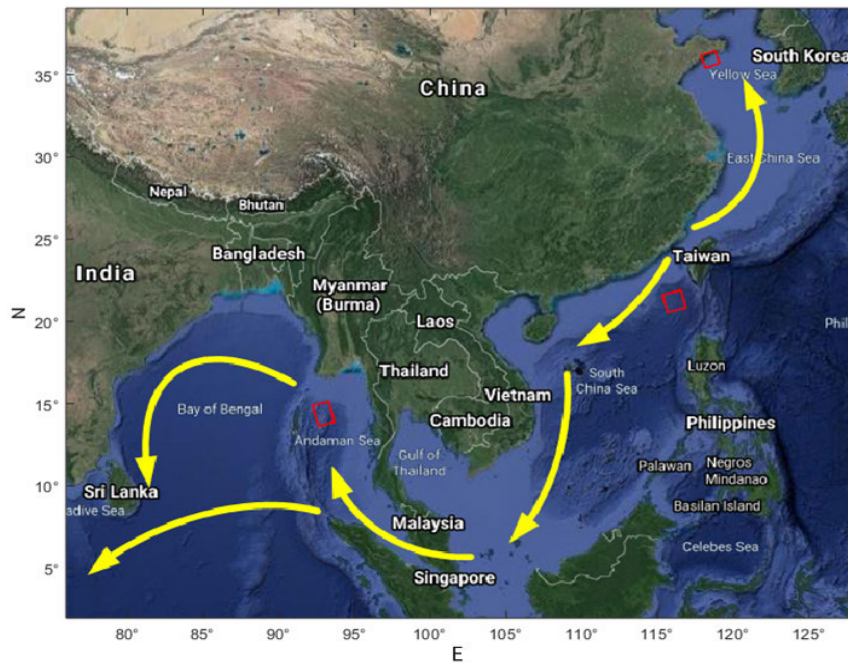 35°
30°
25°
20°
15°
10°
5°
N
China
South Korea
Yellow Sea
East China Sea
Nepal
Bhutan
Bangladesh
India
Myanmar
(Burma)
Taiwan
Laos
Thailand
Vietnam
South
China Sea
Luzon
Phili
Bay of Bengal
Andaman Sea
Cambodia
Philippines
Gulf of
Thailand
Palawan
Negros
Mindanao
Sri Lanka
adive Sea
Basilan Island
Malaysia
Celebes Sea
Singapore
80°
85°
90°
95°
100°
105°
110°
115°
120°
125°
E